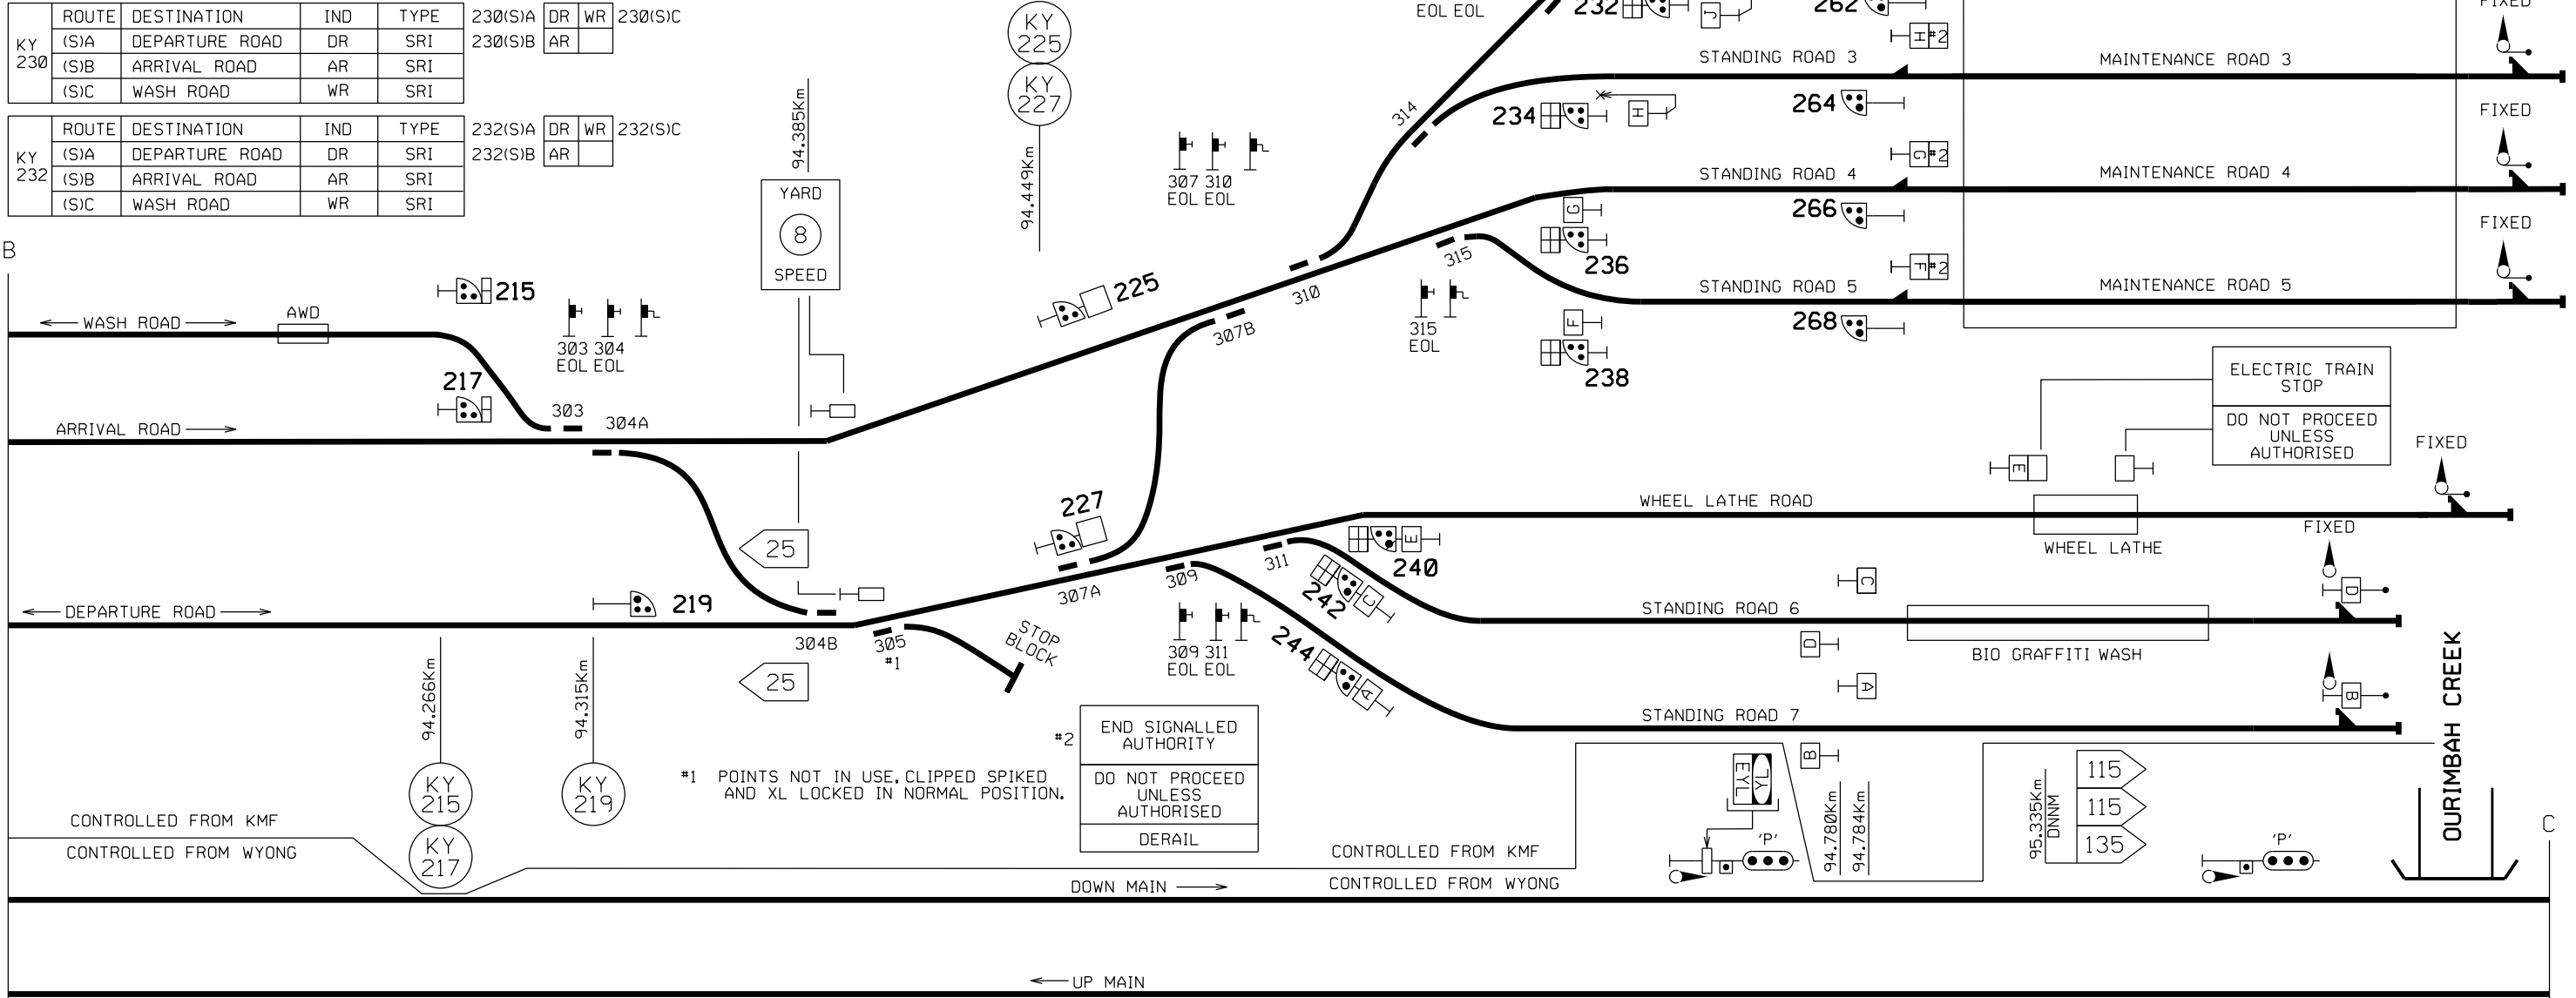 ROUTE DESTINATION IND TYPE
KY 230
(S)A DEPARTURE ROAD DR SRI
(S)B ARRIVAL ROAD AR SRI
(S)C WASH ROAD WR SRI
230(S)A DR WR 230(S)C
230(S)B AR
ROUTE DESTINATION IND TYPE
KY 232
(S)A DEPARTURE ROAD DR SRI
(S)B ARRIVAL ROAD AR SRI
(S)C WASH ROAD WR SRI
232(S)A DR WR 232(S)C
232(S)B AR
94.385Km
YARD
8
SPEED
KY
225
KY
227
94.449Km
EOL EOL
232
J
262
H #2
FIXED
STANDING ROAD 3
MAINTENANCE ROAD 3
314
234
H
264
FIXED
307 310
EOL EOL
G #2
STANDING ROAD 4
MAINTENANCE ROAD 4
G
266
FIXED
236
315
F #2
STANDING ROAD 5
MAINTENANCE ROAD 5
F
268
238
315
EOL
310
307B
225
B
215
AWD
WASH ROAD
303 304
EOL EOL
217
303
304A
ARRIVAL ROAD
25
227
ELECTRIC TRAIN
STOP
DO NOT PROCEED
UNLESS
AUTHORISED
FIXED
E
WHEEL LATHE ROAD
WHEEL LATHE
FIXED
E
240
311
309
307A
242
C
C
D
STANDING ROAD 6
BIO GRAFFITI WASH
D
DEPARTURE ROAD
219
304B
305
#1
STOP
BLOCK
25
309 311
EOL EOL
244
A
A
B
STANDING ROAD 7
B
94.266Km
94.315Km
KY
215
KY
217
KY
219
#1 POINTS NOT IN USE, CLIPPED SPIKED
AND XL LOCKED IN NORMAL POSITION.
#2
END SIGNALLED
AUTHORITY
DO NOT PROCEED
UNLESS
AUTHORISED
DERAIL
EYL
YL
'P'
94.780Km
94.784Km
95.335Km
DNNM
115
115
135
'P'
OURIMBAH CREEK
C
CONTROLLED FROM KMF
CONTROLLED FROM WYONG
CONTROLLED FROM KMF
CONTROLLED FROM WYONG
DOWN MAIN
UP MAIN